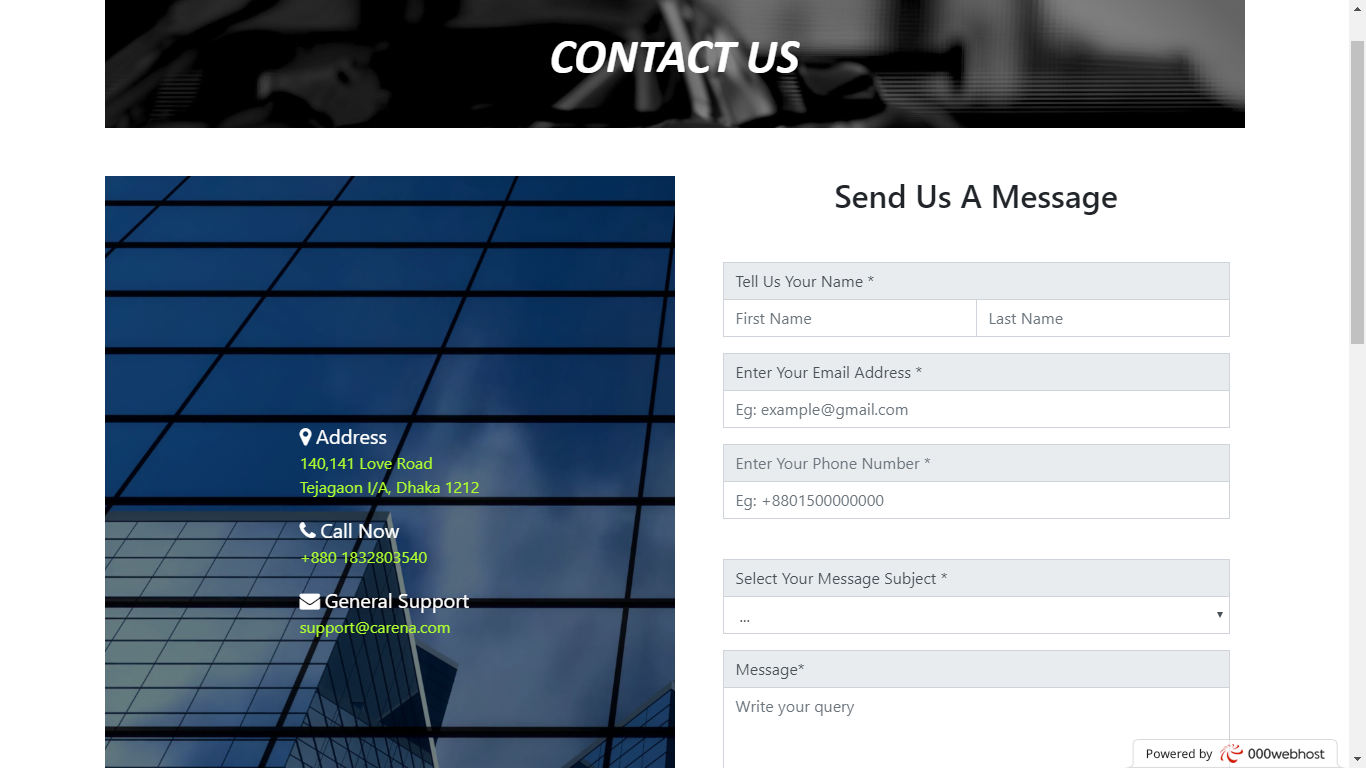 CONTACT US
Address
140,141 Love Road
Tejagaon I/A, Dhaka 1212
Call Now
+880 1832803540
General Support
support@carena.com
Send Us A Message
Tell Us Your Name *
First Name Last Name
Enter Your Email Address *
Eg: example@gmail.com
Enter Your Phone Number *
Eg: +8801500000000
Select Your Message Subject *
...
Message*
Write your query
Powered by 000webhost